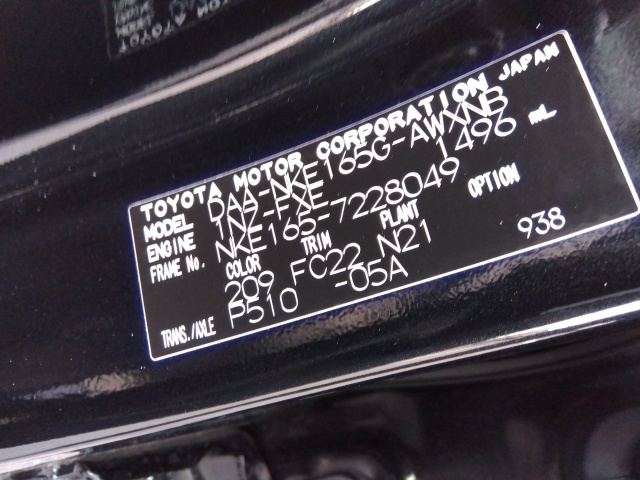 TOYOTA MOTOR CORPORATION JAPAN
MODEL DAA-NKE165G-AWXNB
ENGINE 1NZ-FXE 1496 mL
FRAME No. NKE165-7228049
COLOR TRIM PLANT OPTION
209 FC22 N21
TRANS./AXLE P510 -05A 938